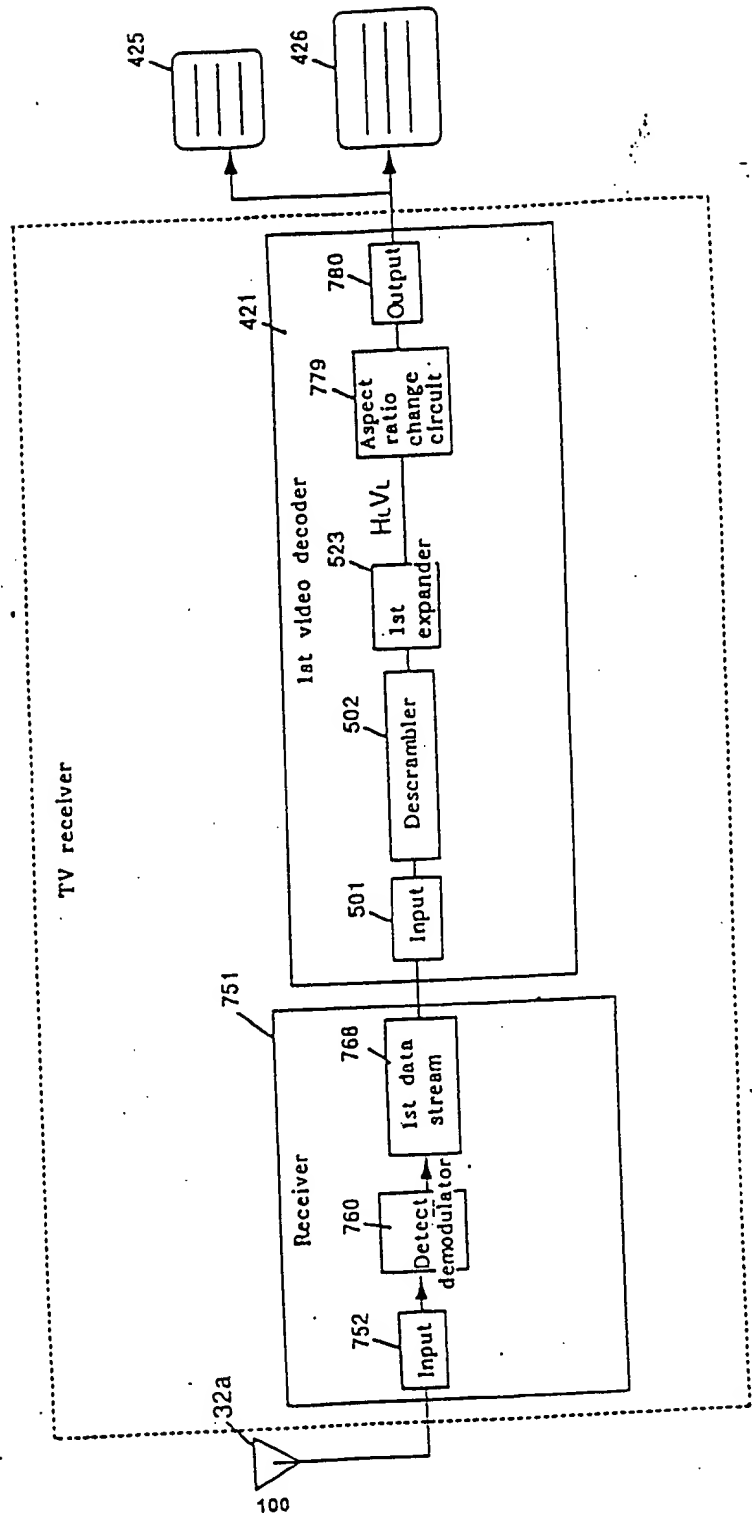 TV receiver
32a
100
751
Receiver
752
Input
760
Detect
demodulator
768
1st data
stream
421
1st video decoder
501
Input
502
Descrambler
523
1st
expander
HLVL
779
Aspect
ratio
change
circuit
780
Output
425
426